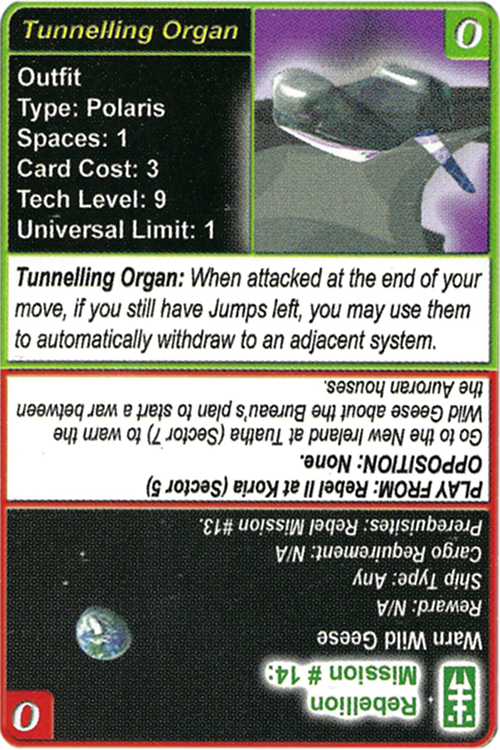 Tunnelling Organ
0
Outfit
Type: Polaris
Spaces: 1
Card Cost: 3
Tech Level: 9
Universal Limit: 1
Tunnelling Organ: When attacked at the end of your
move, if you still have Jumps left, you may use them
to automatically withdraw to an adjacent system.
0
Rebellion
Mission # 14:
Warn Wild Geese
Reward: N/A
Ship Type: Any
Cargo Requirement: N/A
Prerequisites: Rebel Mission #13.
PLAY FROM: Rebel II at Koria (Sector 5)
OPPOSITION: None.
Go to the New Ireland at Tuatha (Sector 7) to warn the
Wild Geese about the Bureau's plan to start a war between
the Auroran houses.